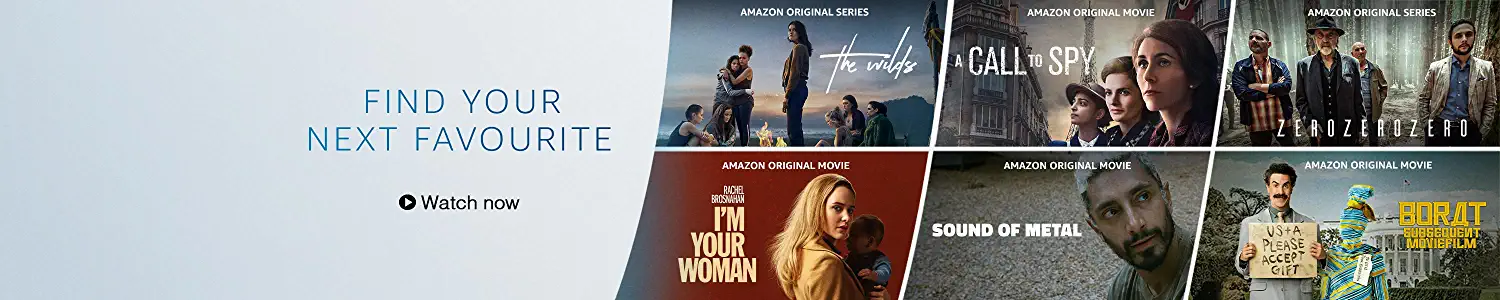 FIND YOUR
NEXT FAVOURITE
Watch now
AMAZON ORIGINAL SERIES
the wilds
AMAZON ORIGINAL MOVIE
A CALL TO SPY
AMAZON ORIGINAL SERIES
ZEROZEROZERO
AMAZON ORIGINAL MOVIE
RACHEL
BROSNAHAN
I'M
YOUR
WOMAN
AMAZON ORIGINAL MOVIE
SOUND OF METAL
AMAZON ORIGINAL MOVIE
US+A
PLEASE
ACCEPT
GIFT
BORДT
SUBSEQUENT
MOVIEFILM